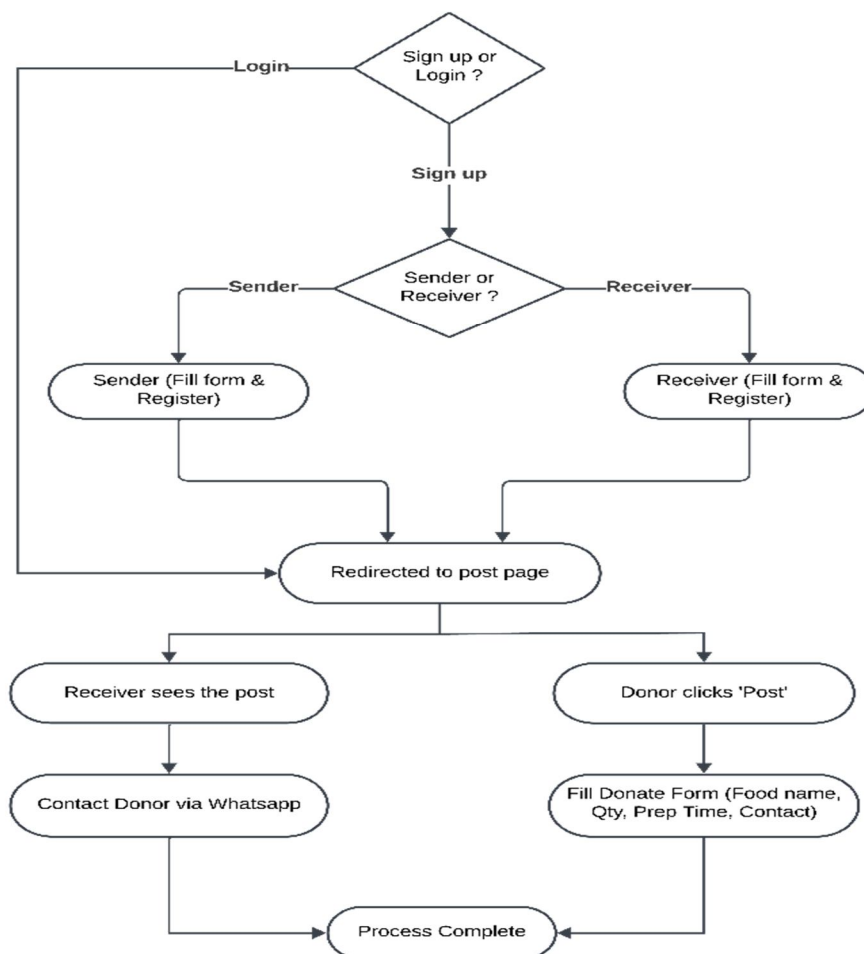 Sign up or
Login ?
Login
Sign up
Sender or
Receiver ?
Sender
Receiver
Sender (Fill form &
Register)
Receiver (Fill form &
Register)
Redirected to post page
Receiver sees the post
Donor clicks 'Post'
Contact Donor via Whatsapp
Fill Donate Form (Food name,
Qty, Prep Time, Contact)
Process Complete